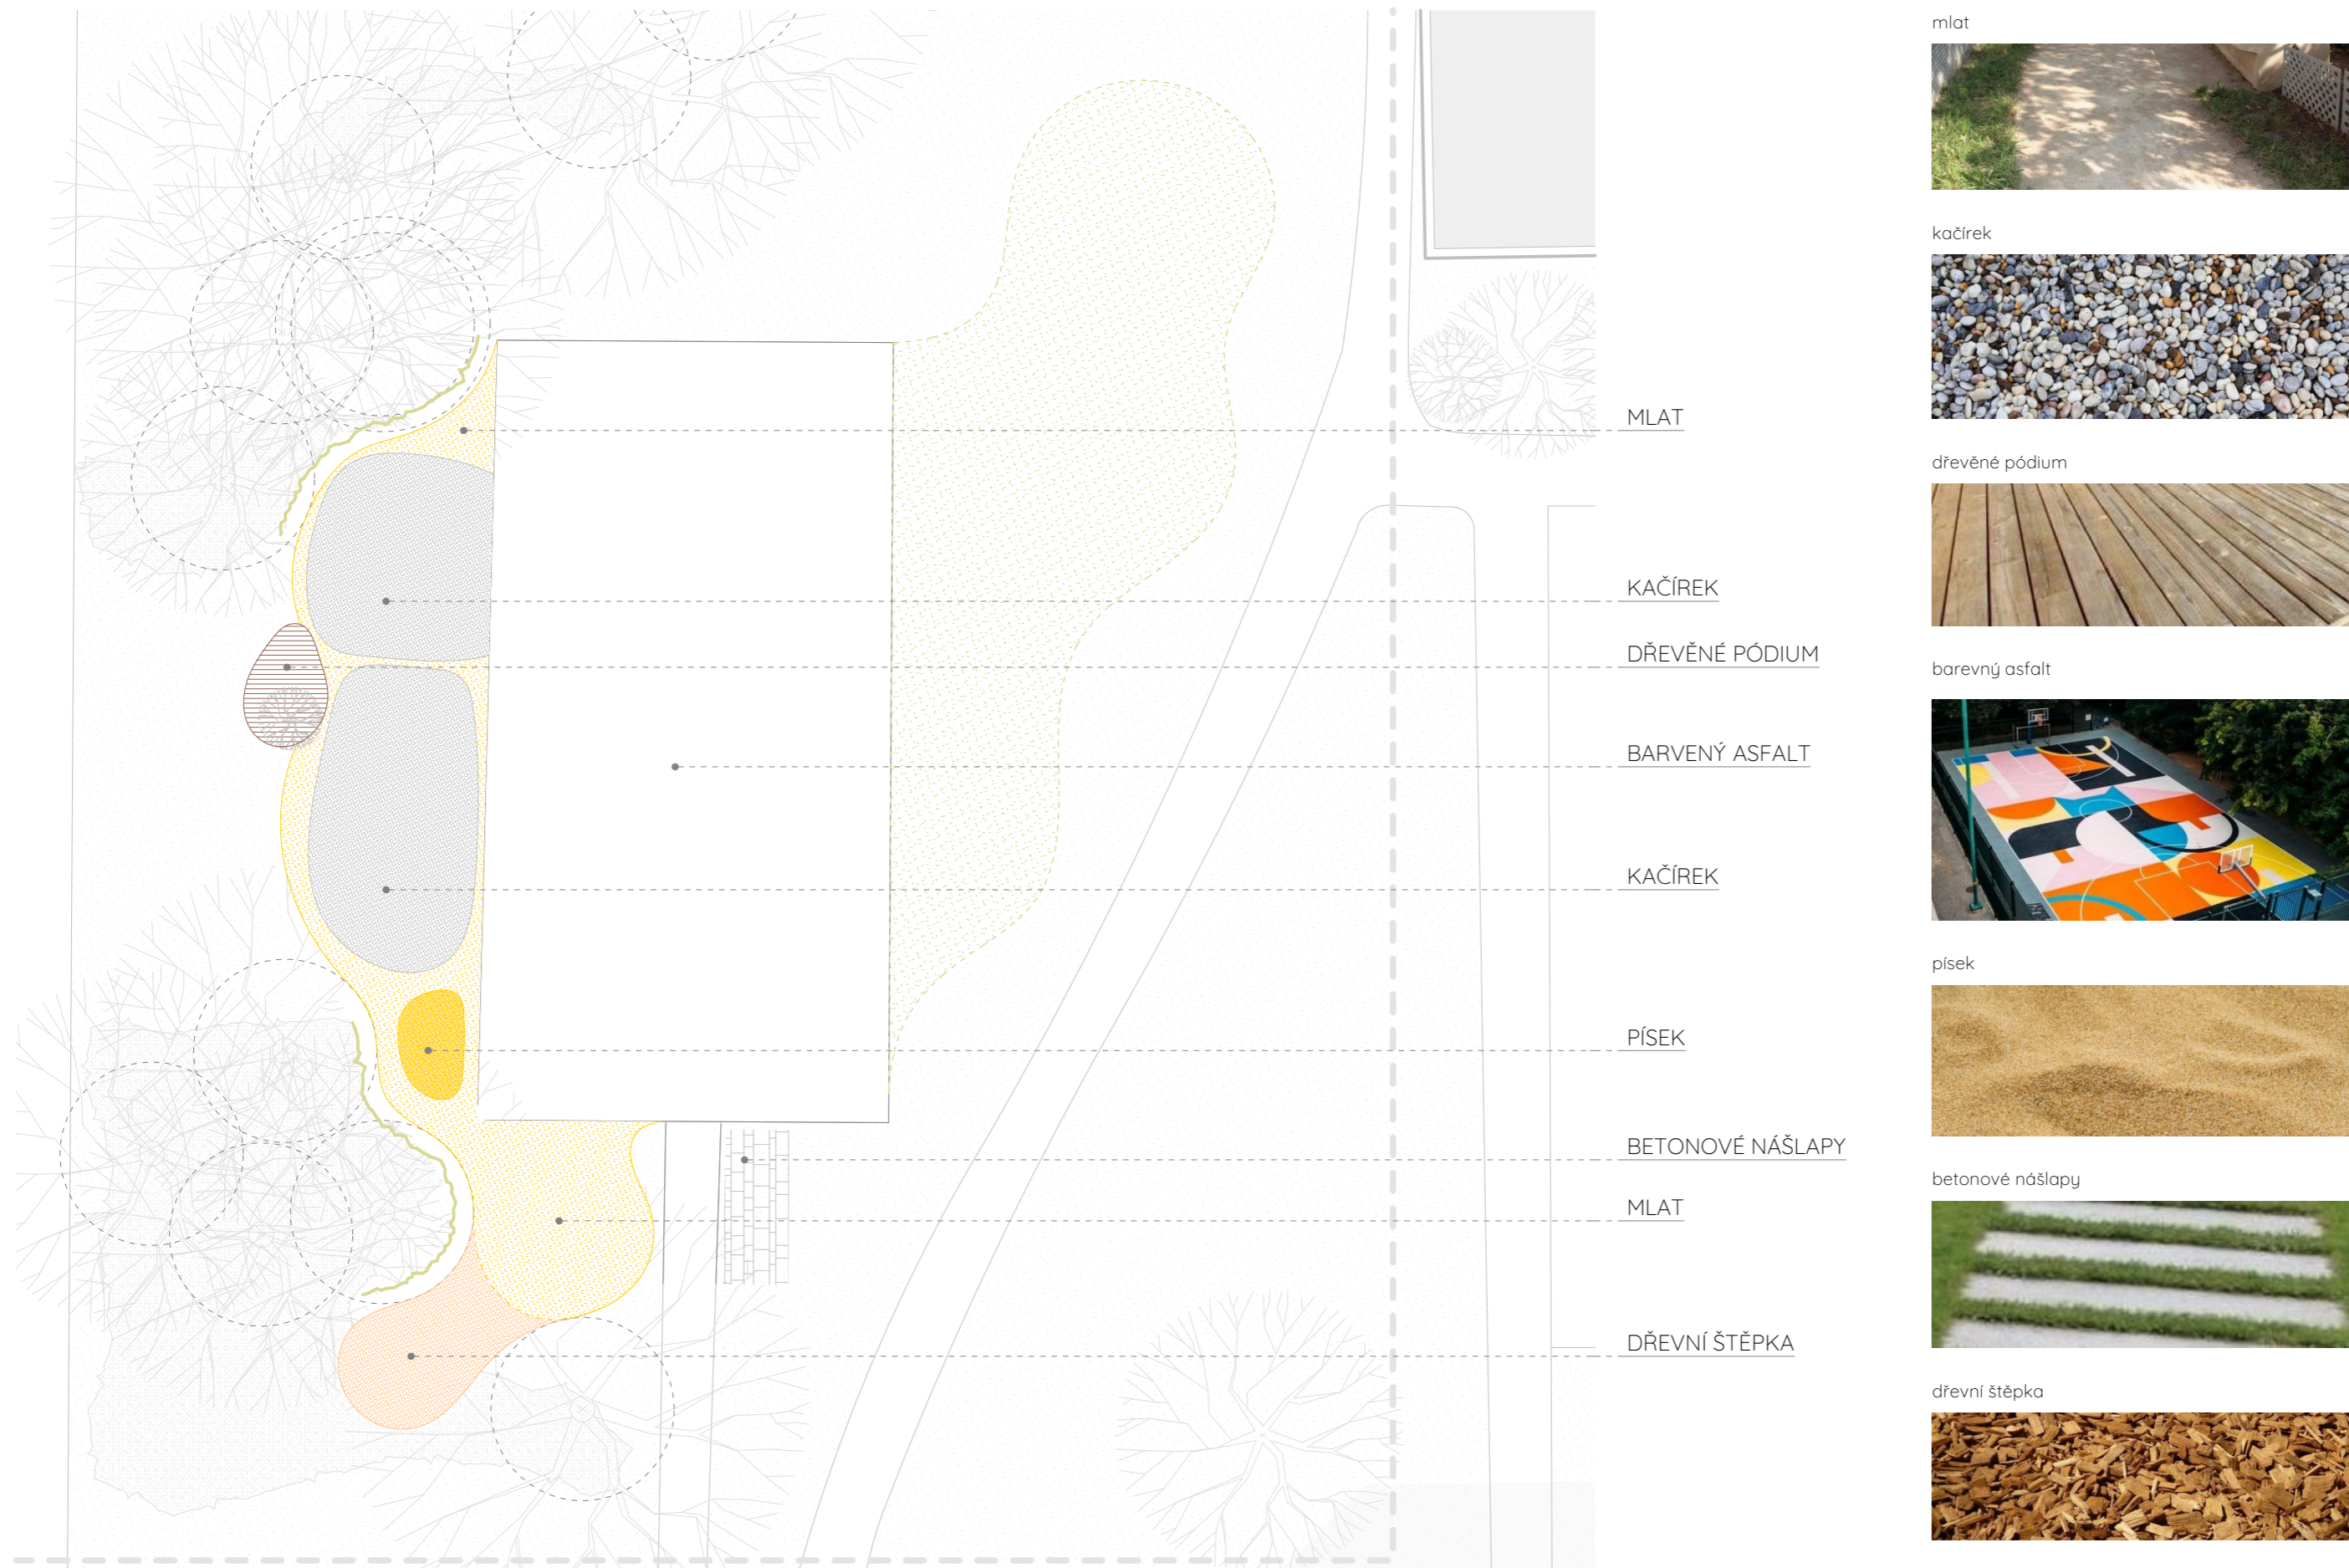 MLAT
KAČÍREK
DŘEVĚNÉ PÓDIUM
BARVENÝ ASFALT
KAČÍREK
PÍSEK
BETONOVÉ NÁŠLAPY
MLAT
DŘEVNÍ ŠTĚPKA
mlat
kačírek
dřevěné pódium
barevný asfalt
písek
betonové nášlapy
dřevní štěpka